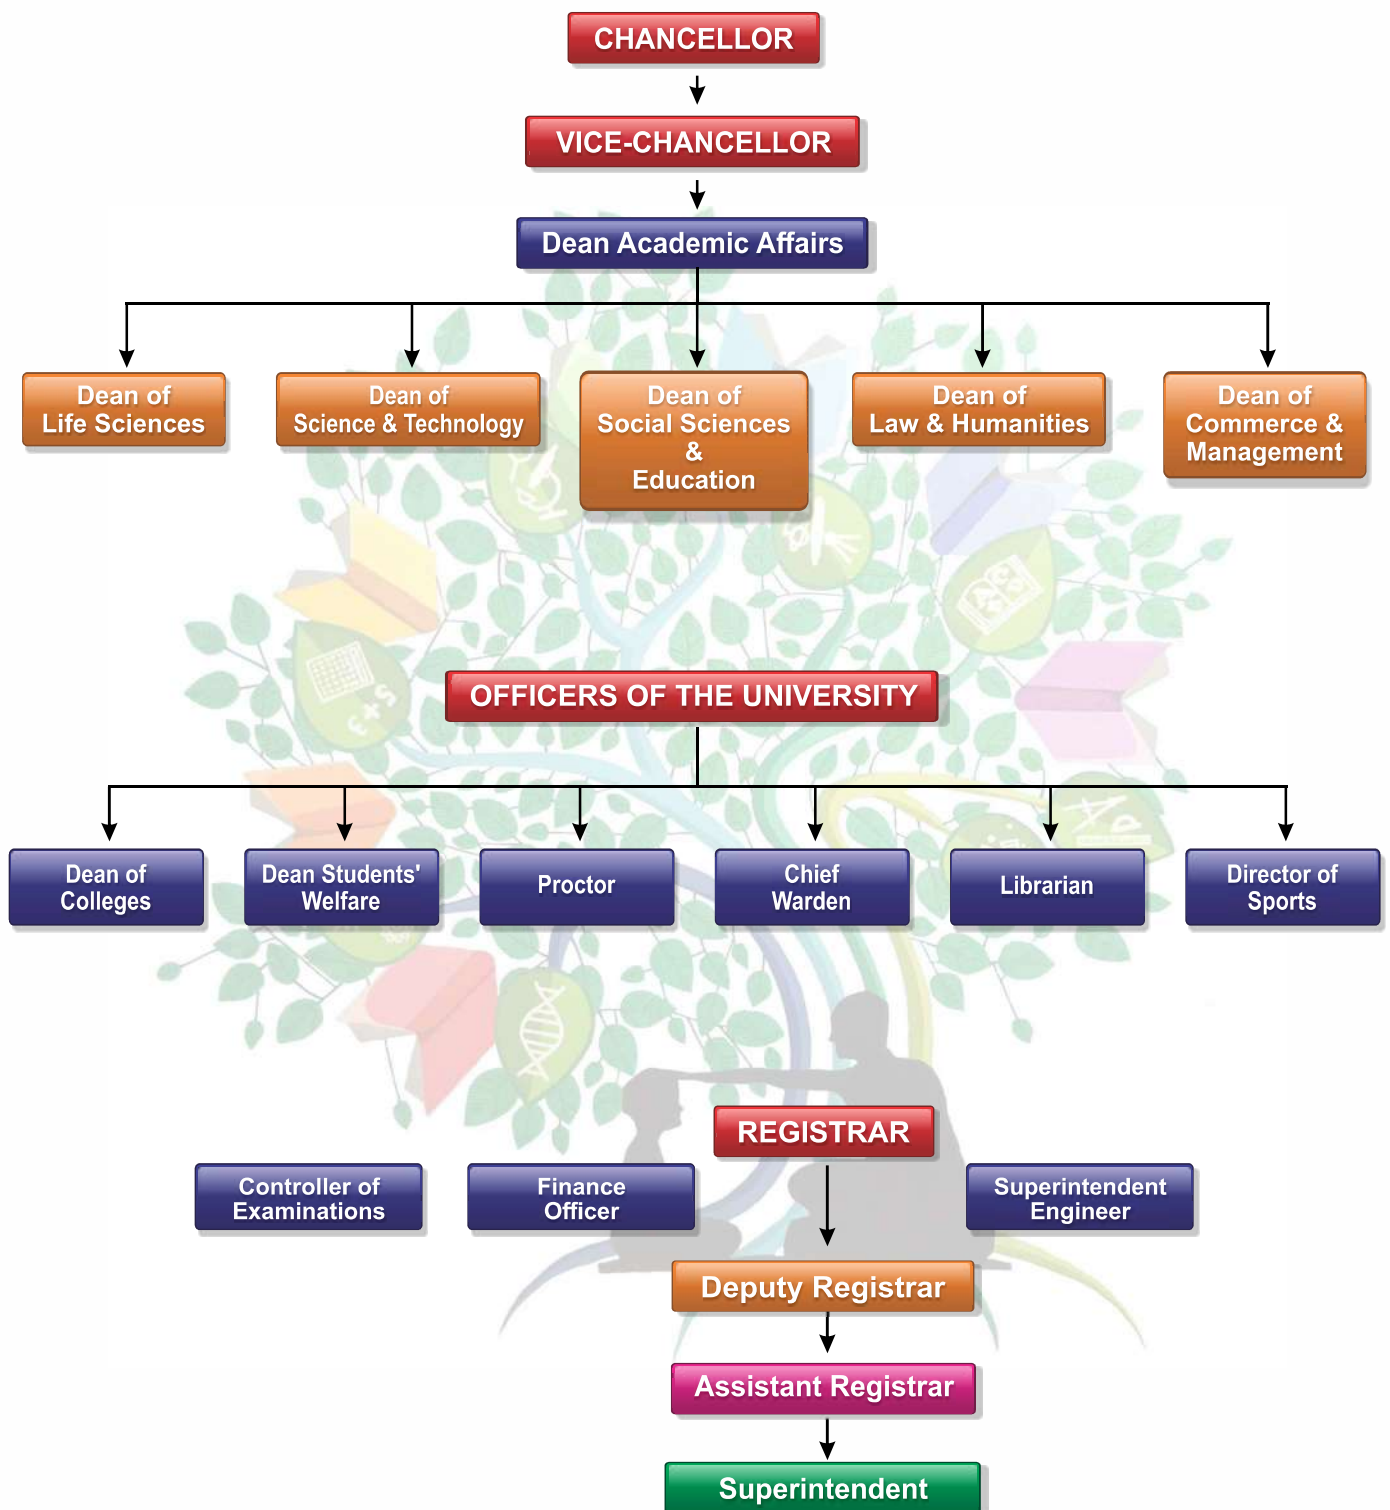 CHANCELLOR
VICE-CHANCELLOR
Dean Academic Affairs
Dean of
Life Sciences
Dean of
Science & Technology
Dean of
Social Sciences
&
Education
Dean of
Law & Humanities
Dean of
Commerce &
Management
OFFICERS OF THE UNIVERSITY
Dean of
Colleges
Dean Students'
Welfare
Proctor
Chief
Warden
Librarian
Director of
Sports
REGISTRAR
Controller of
Examinations
Finance
Officer
Superintendent
Engineer
Deputy Registrar
Assistant Registrar
Superintendent